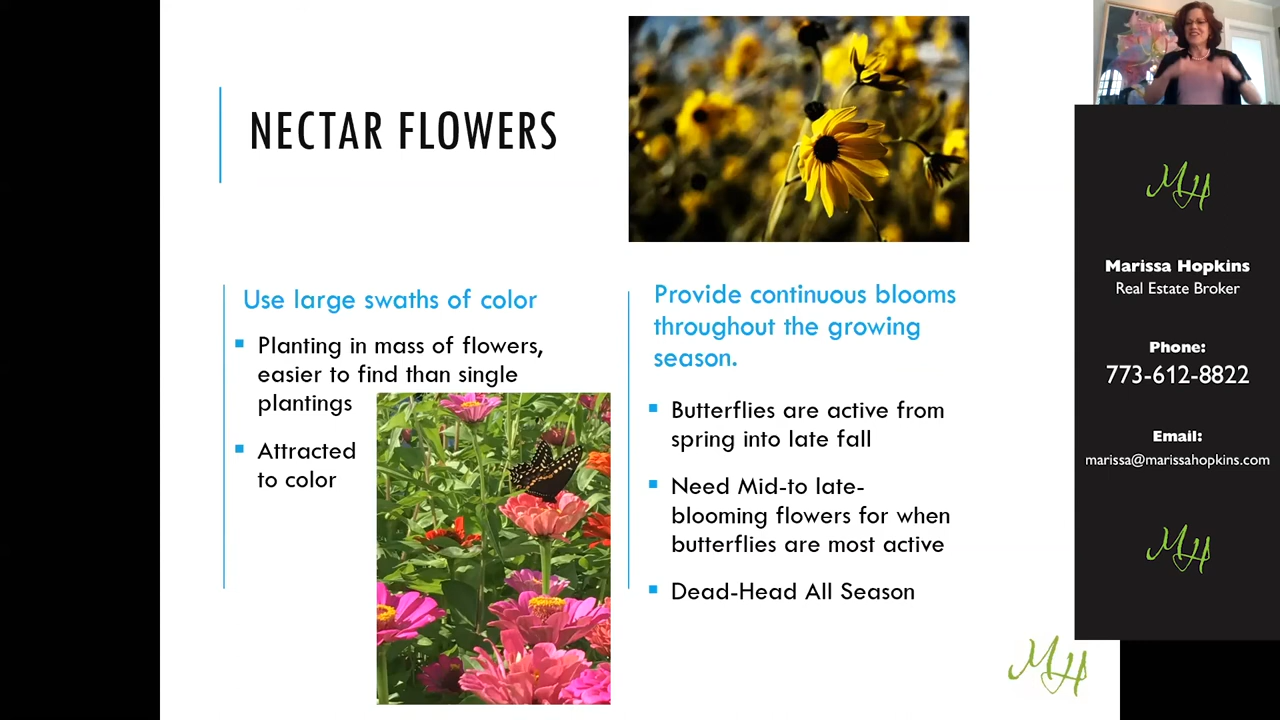 NECTAR FLOWERS
Use large swaths of color
Planting in mass of flowers,
easier to find than single
plantings
Attracted
to color
Provide continuous blooms
throughout the growing
season.
Butterflies are active from
spring into late fall
Need Mid-to late-
blooming flowers for when
butterflies are most active
Dead-Head All Season
MH
MH
Marissa Hopkins
Real Estate Broker
Phone:
773-612-8822
Email:
marissa@marissahopkins.com
MH